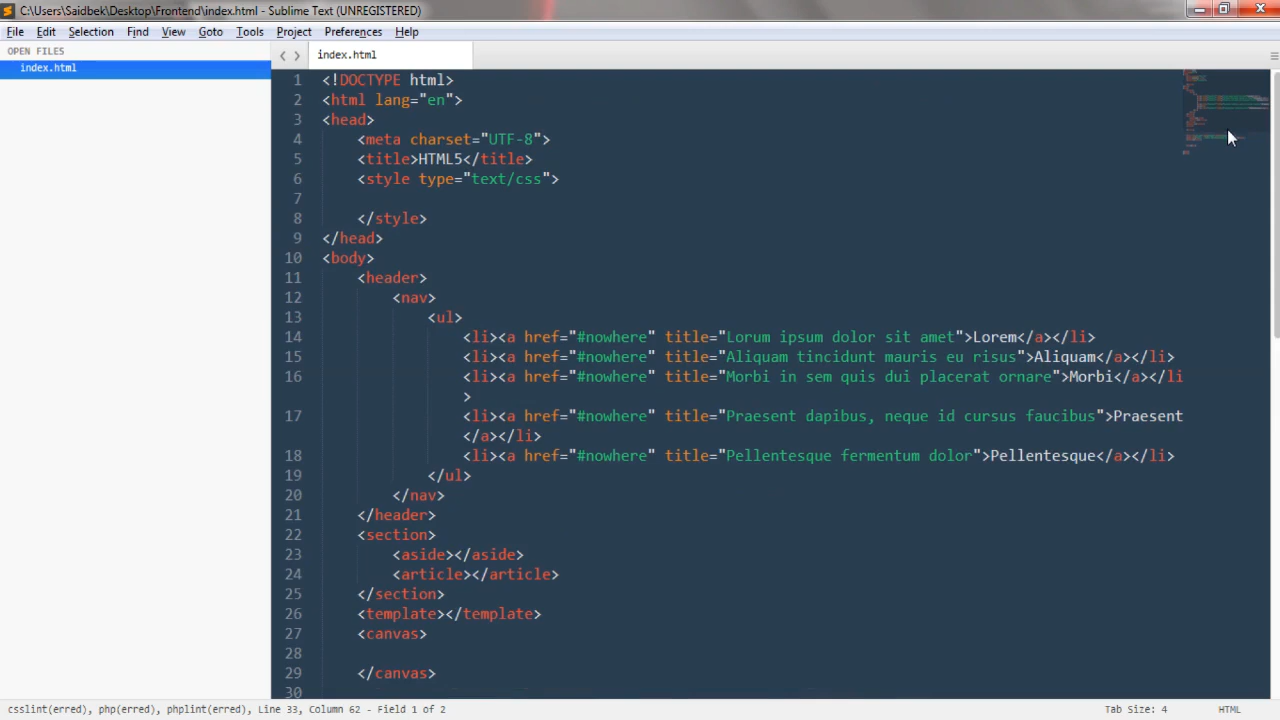 C:\Users\Saidbek\Desktop\Frontend\index.html - Sublime Text (UNREGISTERED)
File Edit Selection Find View Goto Tools Project Preferences Help
OPEN FILES
index.html
index.html
1 <!DOCTYPE html>
2 <html lang="en">
3 <head>
4 <meta charset="UTF-8">
5 <title>HTML5</title>
6 <style type="text/css">
7
8 </style>
9 </head>
10 <body>
11 <header>
12 <nav>
13 <ul>
14 <li><a href="#nowhere" title="Lorum ipsum dolor sit amet">Lorem</a></li>
15 <li><a href="#nowhere" title="Aliquam tincidunt mauris eu risus">Aliquam</a></li>
16 <li><a href="#nowhere" title="Morbi in sem quis dui placerat ornare">Morbi</a></li
>
17 <li><a href="#nowhere" title="Praesent dapibus, neque id cursus faucibus">Praesent
</a></li>
18 <li><a href="#nowhere" title="Pellentesque fermentum dolor">Pellentesque</a></li>
19 </ul>
20 </nav>
21 </header>
22 <section>
23 <aside></aside>
24 <article></article>
25 </section>
26 <template></template>
27 <canvas>
28
29 </canvas>
30
csslint(erred), php(erred), phplint(erred), Line 33, Column 62 - Field 1 of 2
Tab Size: 4
HTML